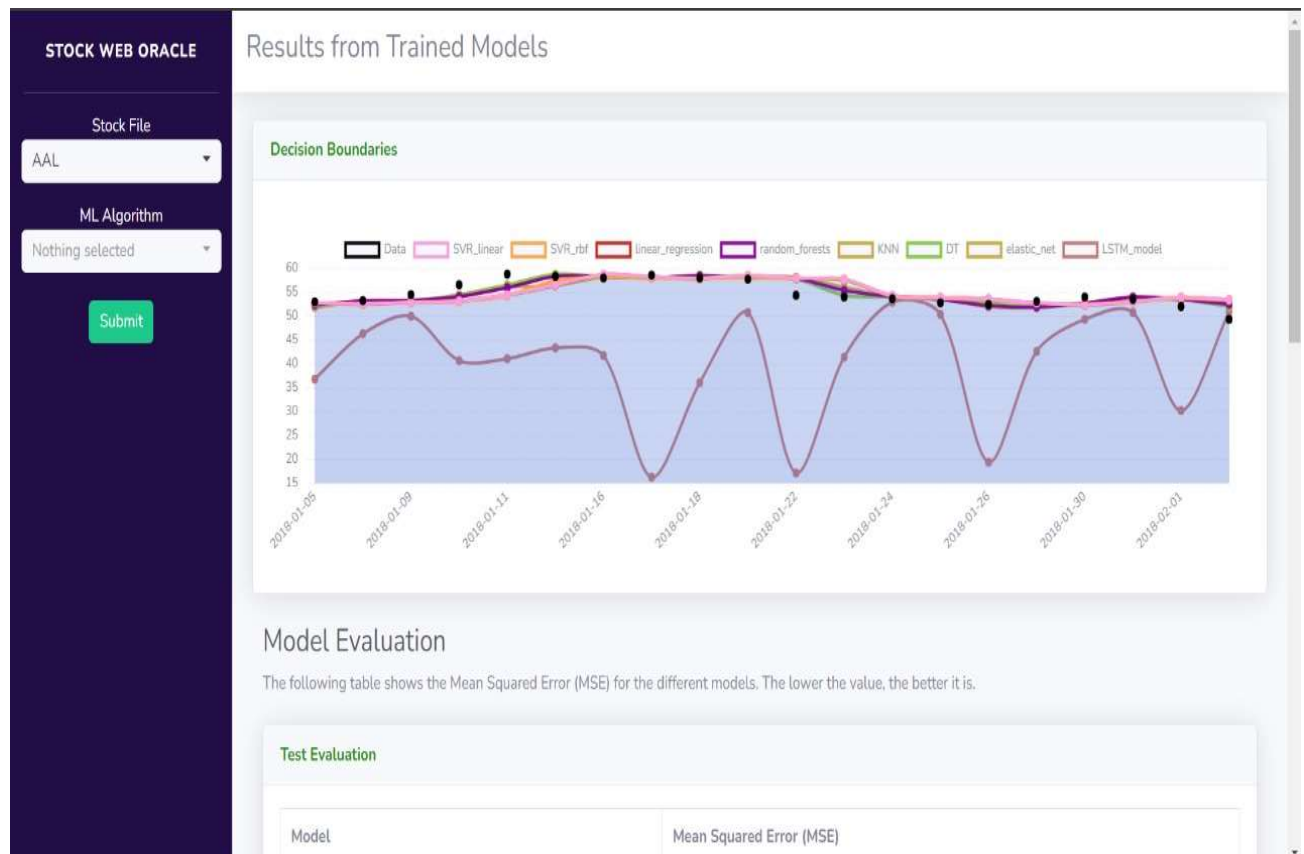 STOCK WEB ORACLE
Stock File
AAL
ML Algorithm
Nothing selected
Submit
Results from Trained Models
Decision Boundaries
Data SVR_linear SVR_rbf linear_regression random_forests KNN DT elastic_net LSTM_model
60
55
50
45
40
35
30
25
20
15
2018-01-05 2018-01-09 2018-01-11 2018-01-16 2018-01-18 2018-01-22 2018-01-24 2018-01-26 2018-01-30 2018-02-01
Model Evaluation
The following table shows the Mean Squared Error (MSE) for the different models. The lower the value, the better it is.
Test Evaluation
Model Mean Squared Error (MSE)